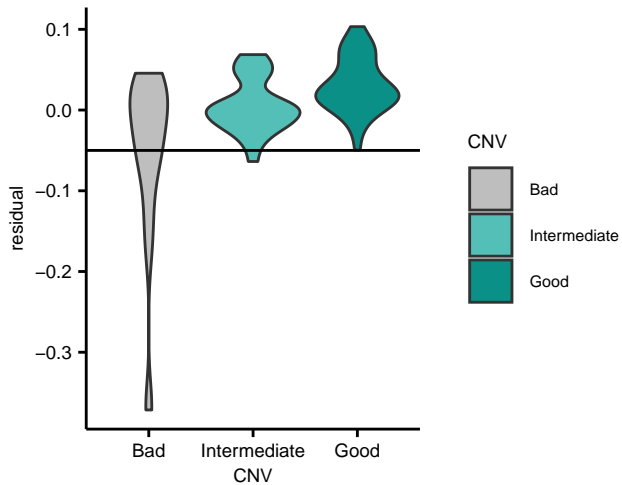 0.1
0.0
−0.1
−0.2
−0.3
residual
Bad
Intermediate
Good
CNV
CNV
Bad
Intermediate
Good